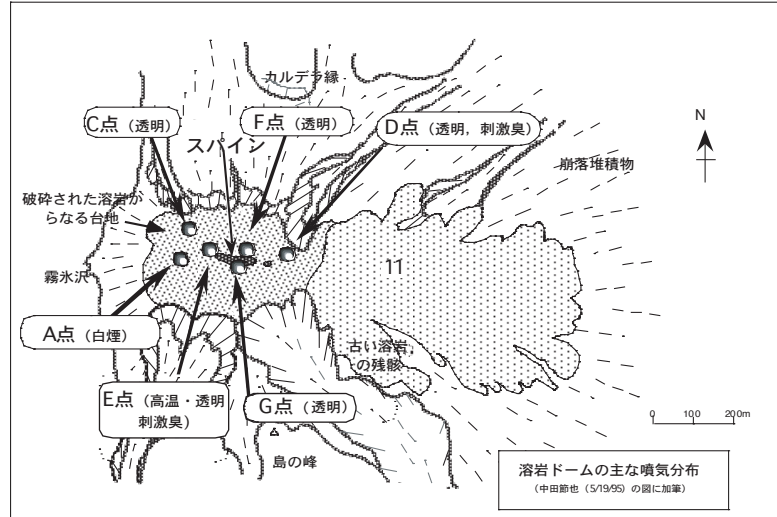 カルデラ縁
N
C点（透明）
F点（透明）
D点（透明，刺激臭）
スパイン
崩落堆積物
破砕された溶岩か
らなる台地
11
霧氷沢
A点（白煙）
古い溶岩
の残骸
E点（高温・透明
刺激臭）
G点（透明）
0 100 200m
島の峰
溶岩ドームの主な噴気分布
（中田節也（5/19/95）の図に加筆）